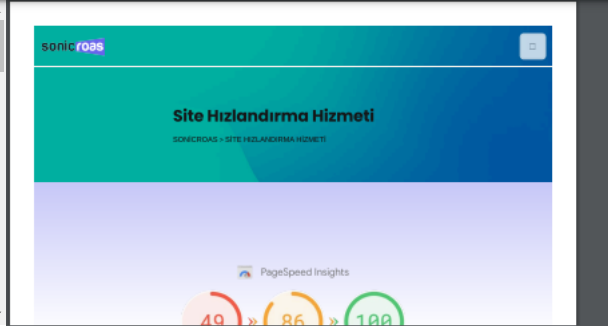 sonicroas
Site Hızlandırma Hizmeti
SONICROAS > SITE HIZLANDIRMA HIZMETI
PageSpeed Insights
49 » 86 » 100